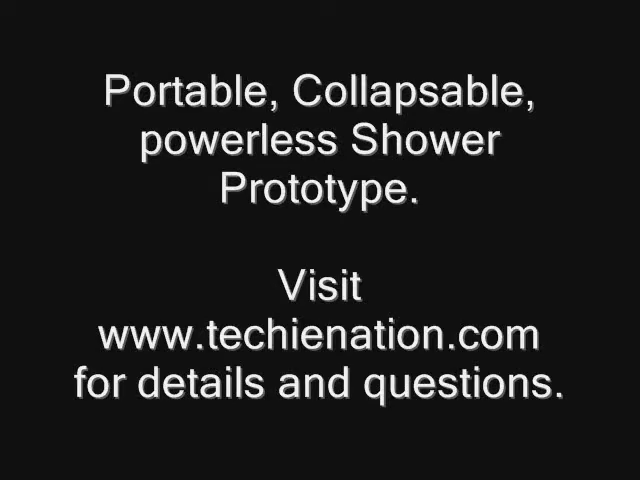 Portable, Collapsable,
powerless Shower
Prototype.
Visit
www.techienation.com
for details and questions.